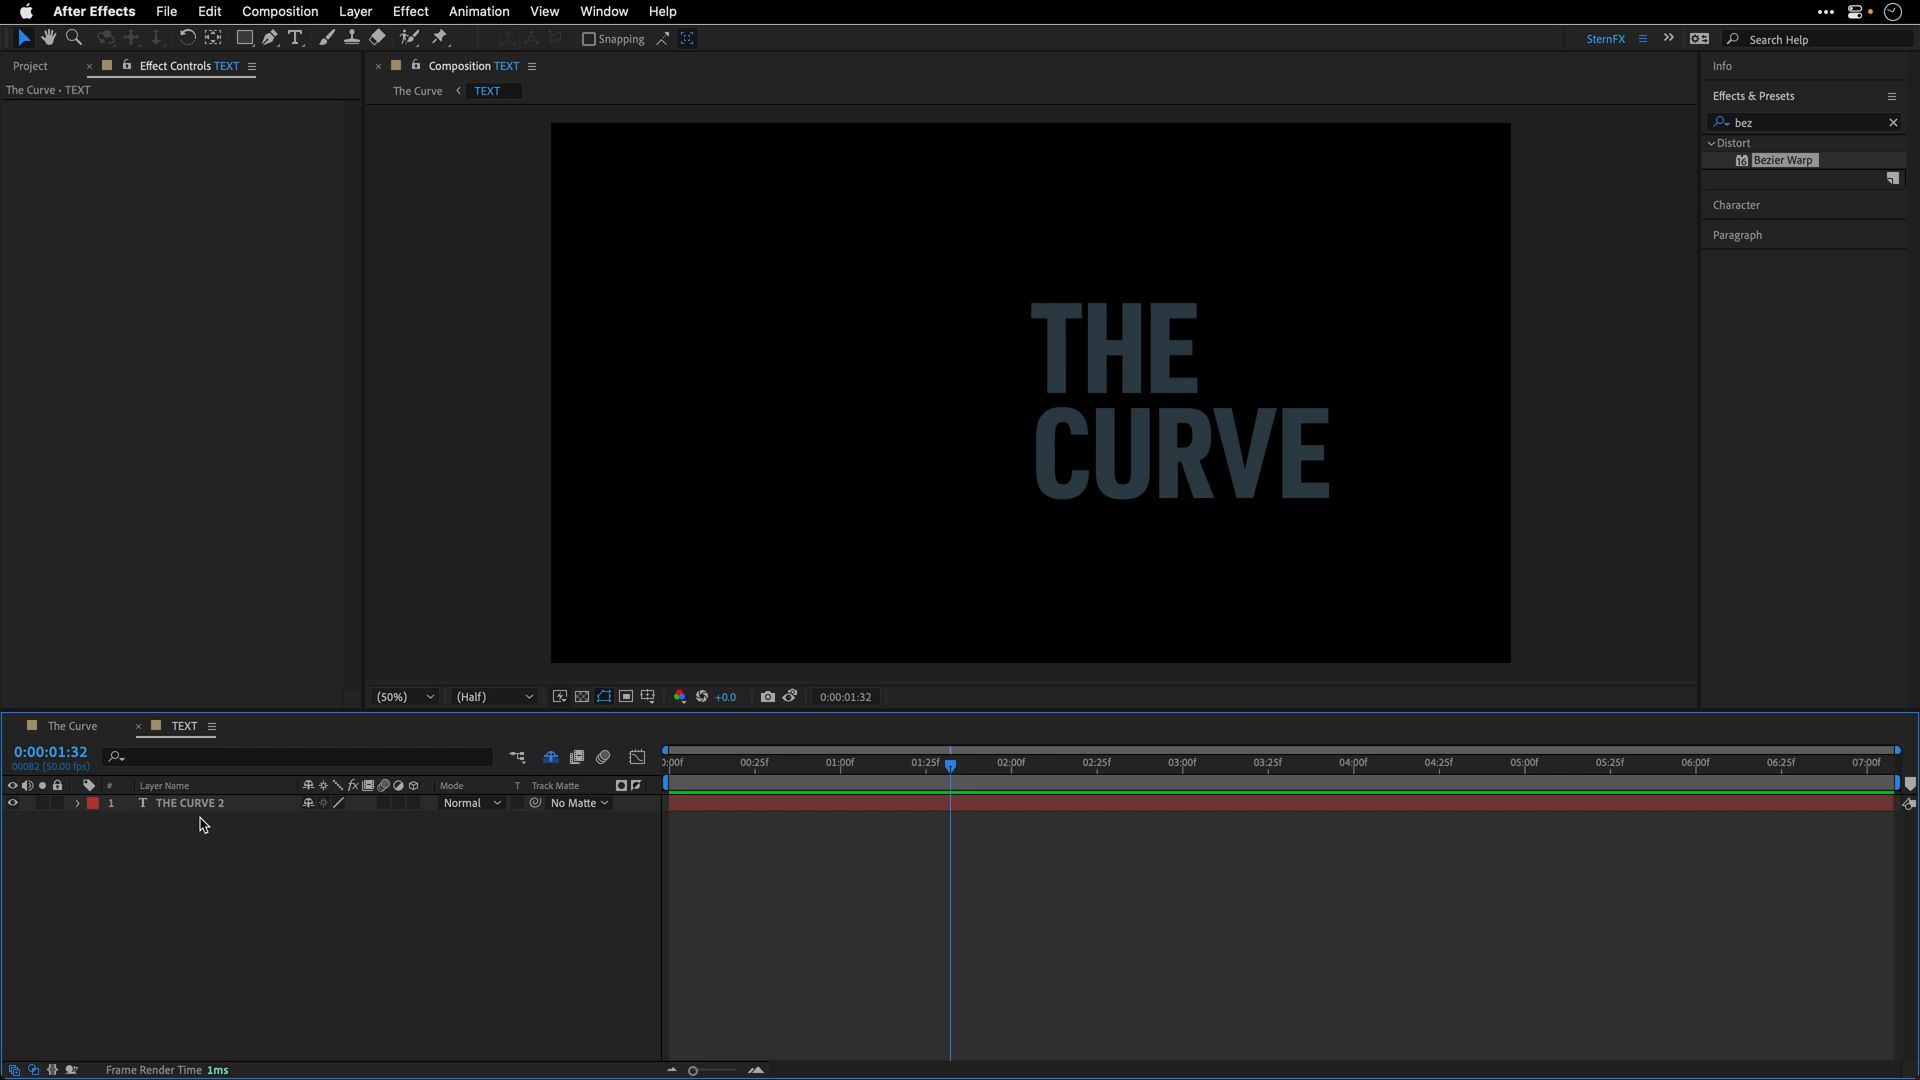 After Effects File Edit Composition Layer Effect Animation View Window Help
Snapping
SternFX
Search Help
Project
Effect Controls TEXT
The Curve • TEXT
Composition TEXT
The Curve
TEXT
THE
CURVE
(50%)
(Half)
+0.0
0:00:01:32
Info
Effects & Presets
bez
Distort
16
Bezier Warp
Character
Paragraph
The Curve
TEXT
0:00:01:32
00082 (50.00 fps)
00:25f 01:00f 01:25f 02:00f 02:25f 03:00f 03:25f 04:00f 04:25f 05:00f 05:25f 06:00f 06:25f 07:00f
# Layer Name fx Mode T Track Matte
1 T THE CURVE 2 Normal No Matte
Frame Render Time 1ms